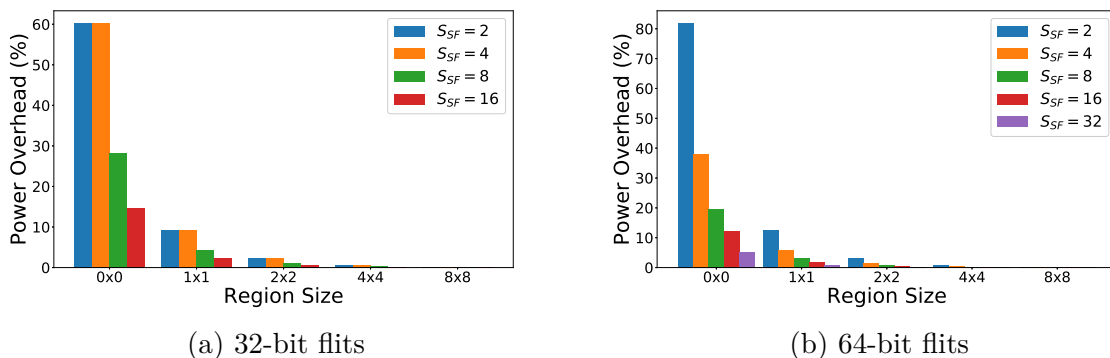 Power Overhead (%)
60
50
40
30
20
10
0
0x0 1x1 2x2 4x4 8x8
Region Size
S_SF = 2
S_SF = 4
S_SF = 8
S_SF = 16
(a) 32-bit flits
Power Overhead (%)
80
70
60
50
40
30
20
10
0
0x0 1x1 2x2 4x4 8x8
Region Size
S_SF = 2
S_SF = 4
S_SF = 8
S_SF = 16
S_SF = 32
(b) 64-bit flits